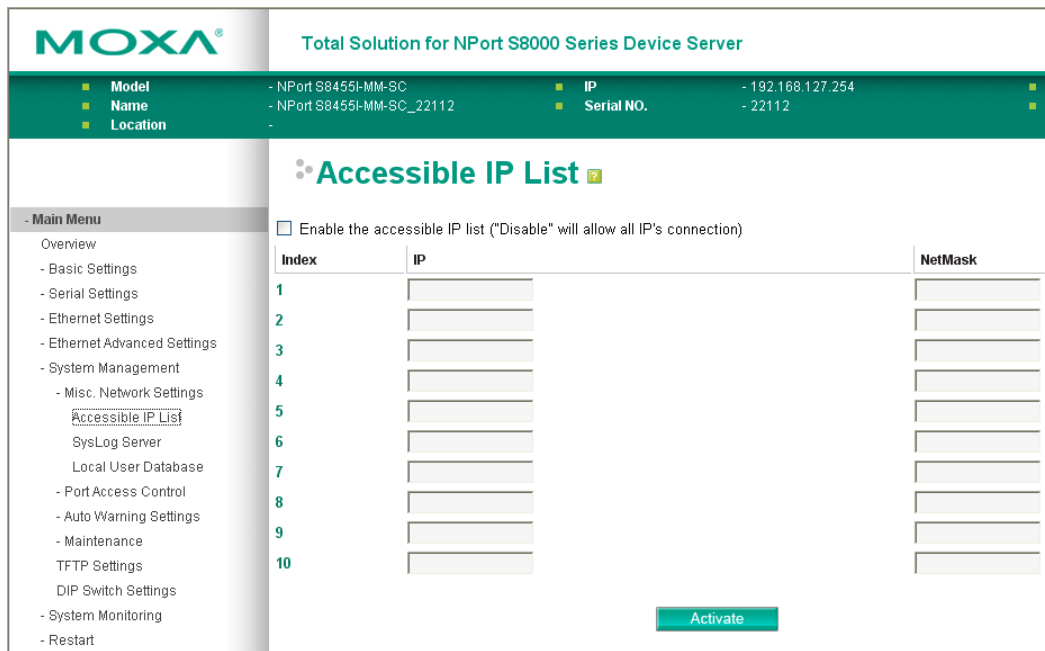 MOXA®
Total Solution for NPort S8000 Series Device Server
Model - NPort S8455I-MM-SC IP - 192.168.127.254
Name - NPort S8455I-MM-SC_22112 Serial NO. - 22112
Location -
Accessible IP List ?
- Main Menu
Overview
- Basic Settings
- Serial Settings
- Ethernet Settings
- Ethernet Advanced Settings
- System Management
- Misc. Network Settings
Accessible IP List
SysLog Server
Local User Database
- Port Access Control
- Auto Warning Settings
- Maintenance
TFTP Settings
DIP Switch Settings
- System Monitoring
- Restart
Enable the accessible IP list ("Disable" will allow all IP's connection)
Index IP NetMask
1
2
3
4
5
6
7
8
9
10
Activate